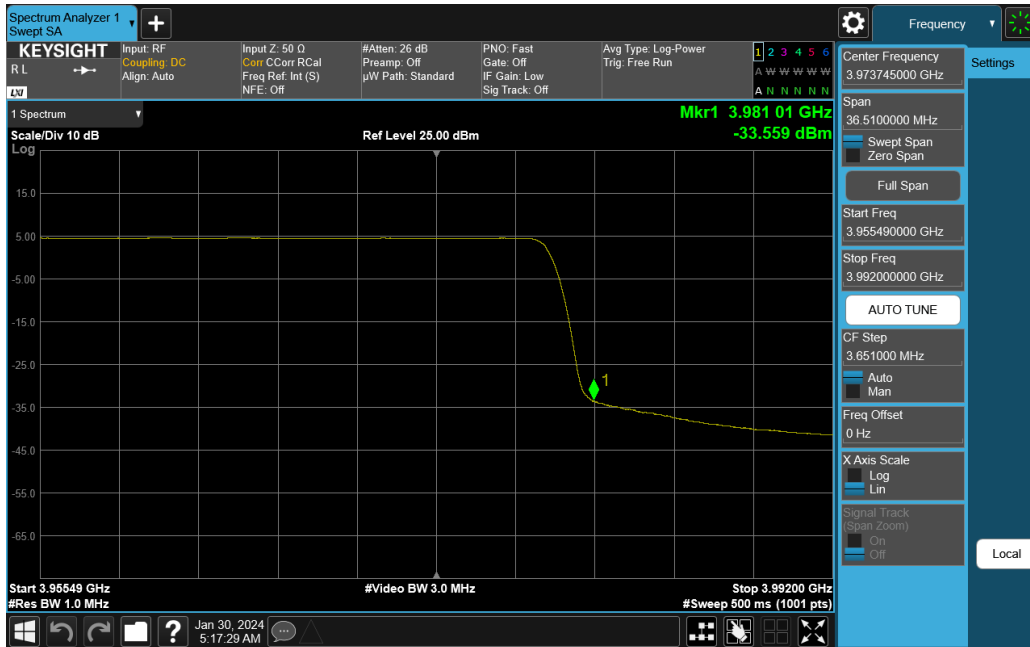 Spectrum Analyzer 1
Swept SA
Frequency
KEYSIGHT
R L
LXI
Input: RF
Coupling: DC
Align: Auto
Input Z: 50 Ω
Corr CCorr RCal
Freq Ref: Int (S)
NFE: Off
#Atten: 26 dB
Preamp: Off
µW Path: Standard
PNO: Fast
Gate: Off
IF Gain: Low
Sig Track: Off
Avg Type: Log-Power
Trig: Free Run
1 2 3 4 5 6
A W W W W W
A N N N N N
1 Spectrum
Scale/Div 10 dB
Log
Ref Level 25.00 dBm
Mkr1 3.981 01 GHz
-33.559 dBm
15.0
5.00
-5.00
-15.0
-25.0
1
-35.0
-45.0
-55.0
-65.0
Start 3.95549 GHz
#Res BW 1.0 MHz
#Video BW 3.0 MHz
Stop 3.99200 GHz
#Sweep 500 ms (1001 pts)
?
Jan 30, 2024
5:17:29 AM
Center Frequency
3.973745000 GHz
Settings
Span
36.5100000 MHz
Swept Span
Zero Span
Full Span
Start Freq
3.955490000 GHz
Stop Freq
3.992000000 GHz
AUTO TUNE
CF Step
3.651000 MHz
Auto
Man
Freq Offset
0 Hz
X Axis Scale
Log
Lin
Signal Track
(Span Zoom)
On
Off
Local